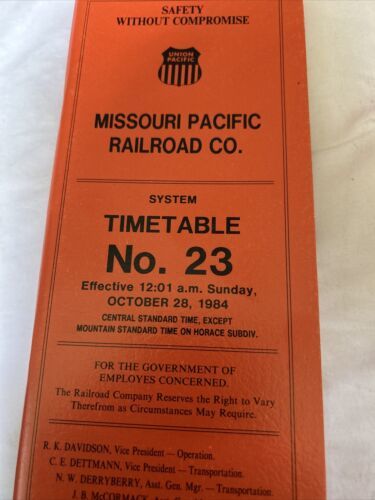 SAFETY
WITHOUT COMPROMISE
UNION
PACIFIC
MISSOURI PACIFIC
RAILROAD CO.
SYSTEM
TIMETABLE
No. 23
Effective 12:01 a.m. Sunday,
OCTOBER 28, 1984
CENTRAL STANDARD TIME, EXCEPT
MOUNTAIN STANDARD TIME ON HORACE SUBDIV.
FOR THE GOVERNMENT OF
EMPLOYES CONCERNED.
The Railroad Company Reserves the Right to Vary
Therefrom as Circumstances May Require.
R. K. DAVIDSON, Vice President — Operation.
C. E. DETTMANN, Vice President — Transportation.
N. W. DERRYBERRY, Asst. Gen. Mgr. — Transportation.
J. B. McCORMACK, Asst.